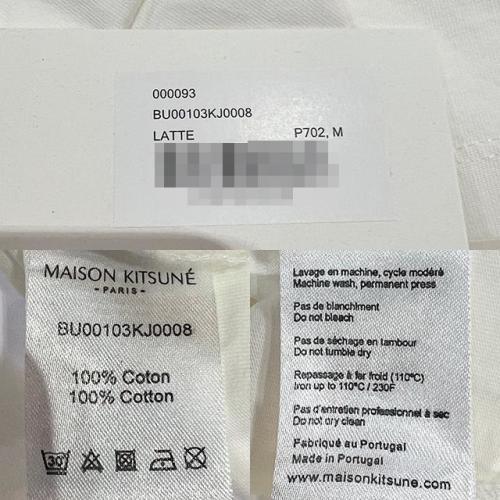 000093
BU00103KJ0008
LATTE P702, M
MAISON KITSUNÉ
- PARIS -
BU00103KJ0008
100% Coton
100% Cotton
30°
Lavage en machine, cycle modéré
Machine wash, permanent press
Pas de blanchiment
Do not bleach
Pas de séchage en tambour
Do not tumble dry
Repassage à fer froid (110°C)
Iron up to 110°C / 230F
Pas d'entretien professionnel à sec
Do not dry clean
Fabriqué au Portugal
Made in Portugal
www.maisonkitsune.com